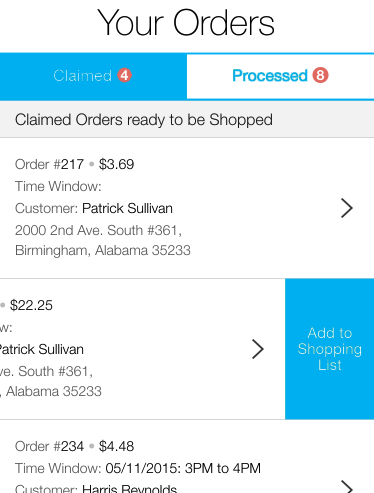 Your Orders
Claimed 4
Processed 8
Claimed Orders ready to be Shopped
Order #217 • $3.69
Time Window:
Customer: Patrick Sullivan
2000 2nd Ave. South #361,
Birmingham, Alabama 35233
• $22.25
w:
Patrick Sullivan
ve. South #361,
, Alabama 35233
Add to
Shopping
List
Order #234 • $4.48
Time Window: 05/11/2015: 3PM to 4PM
Customer: Harris Reynolds